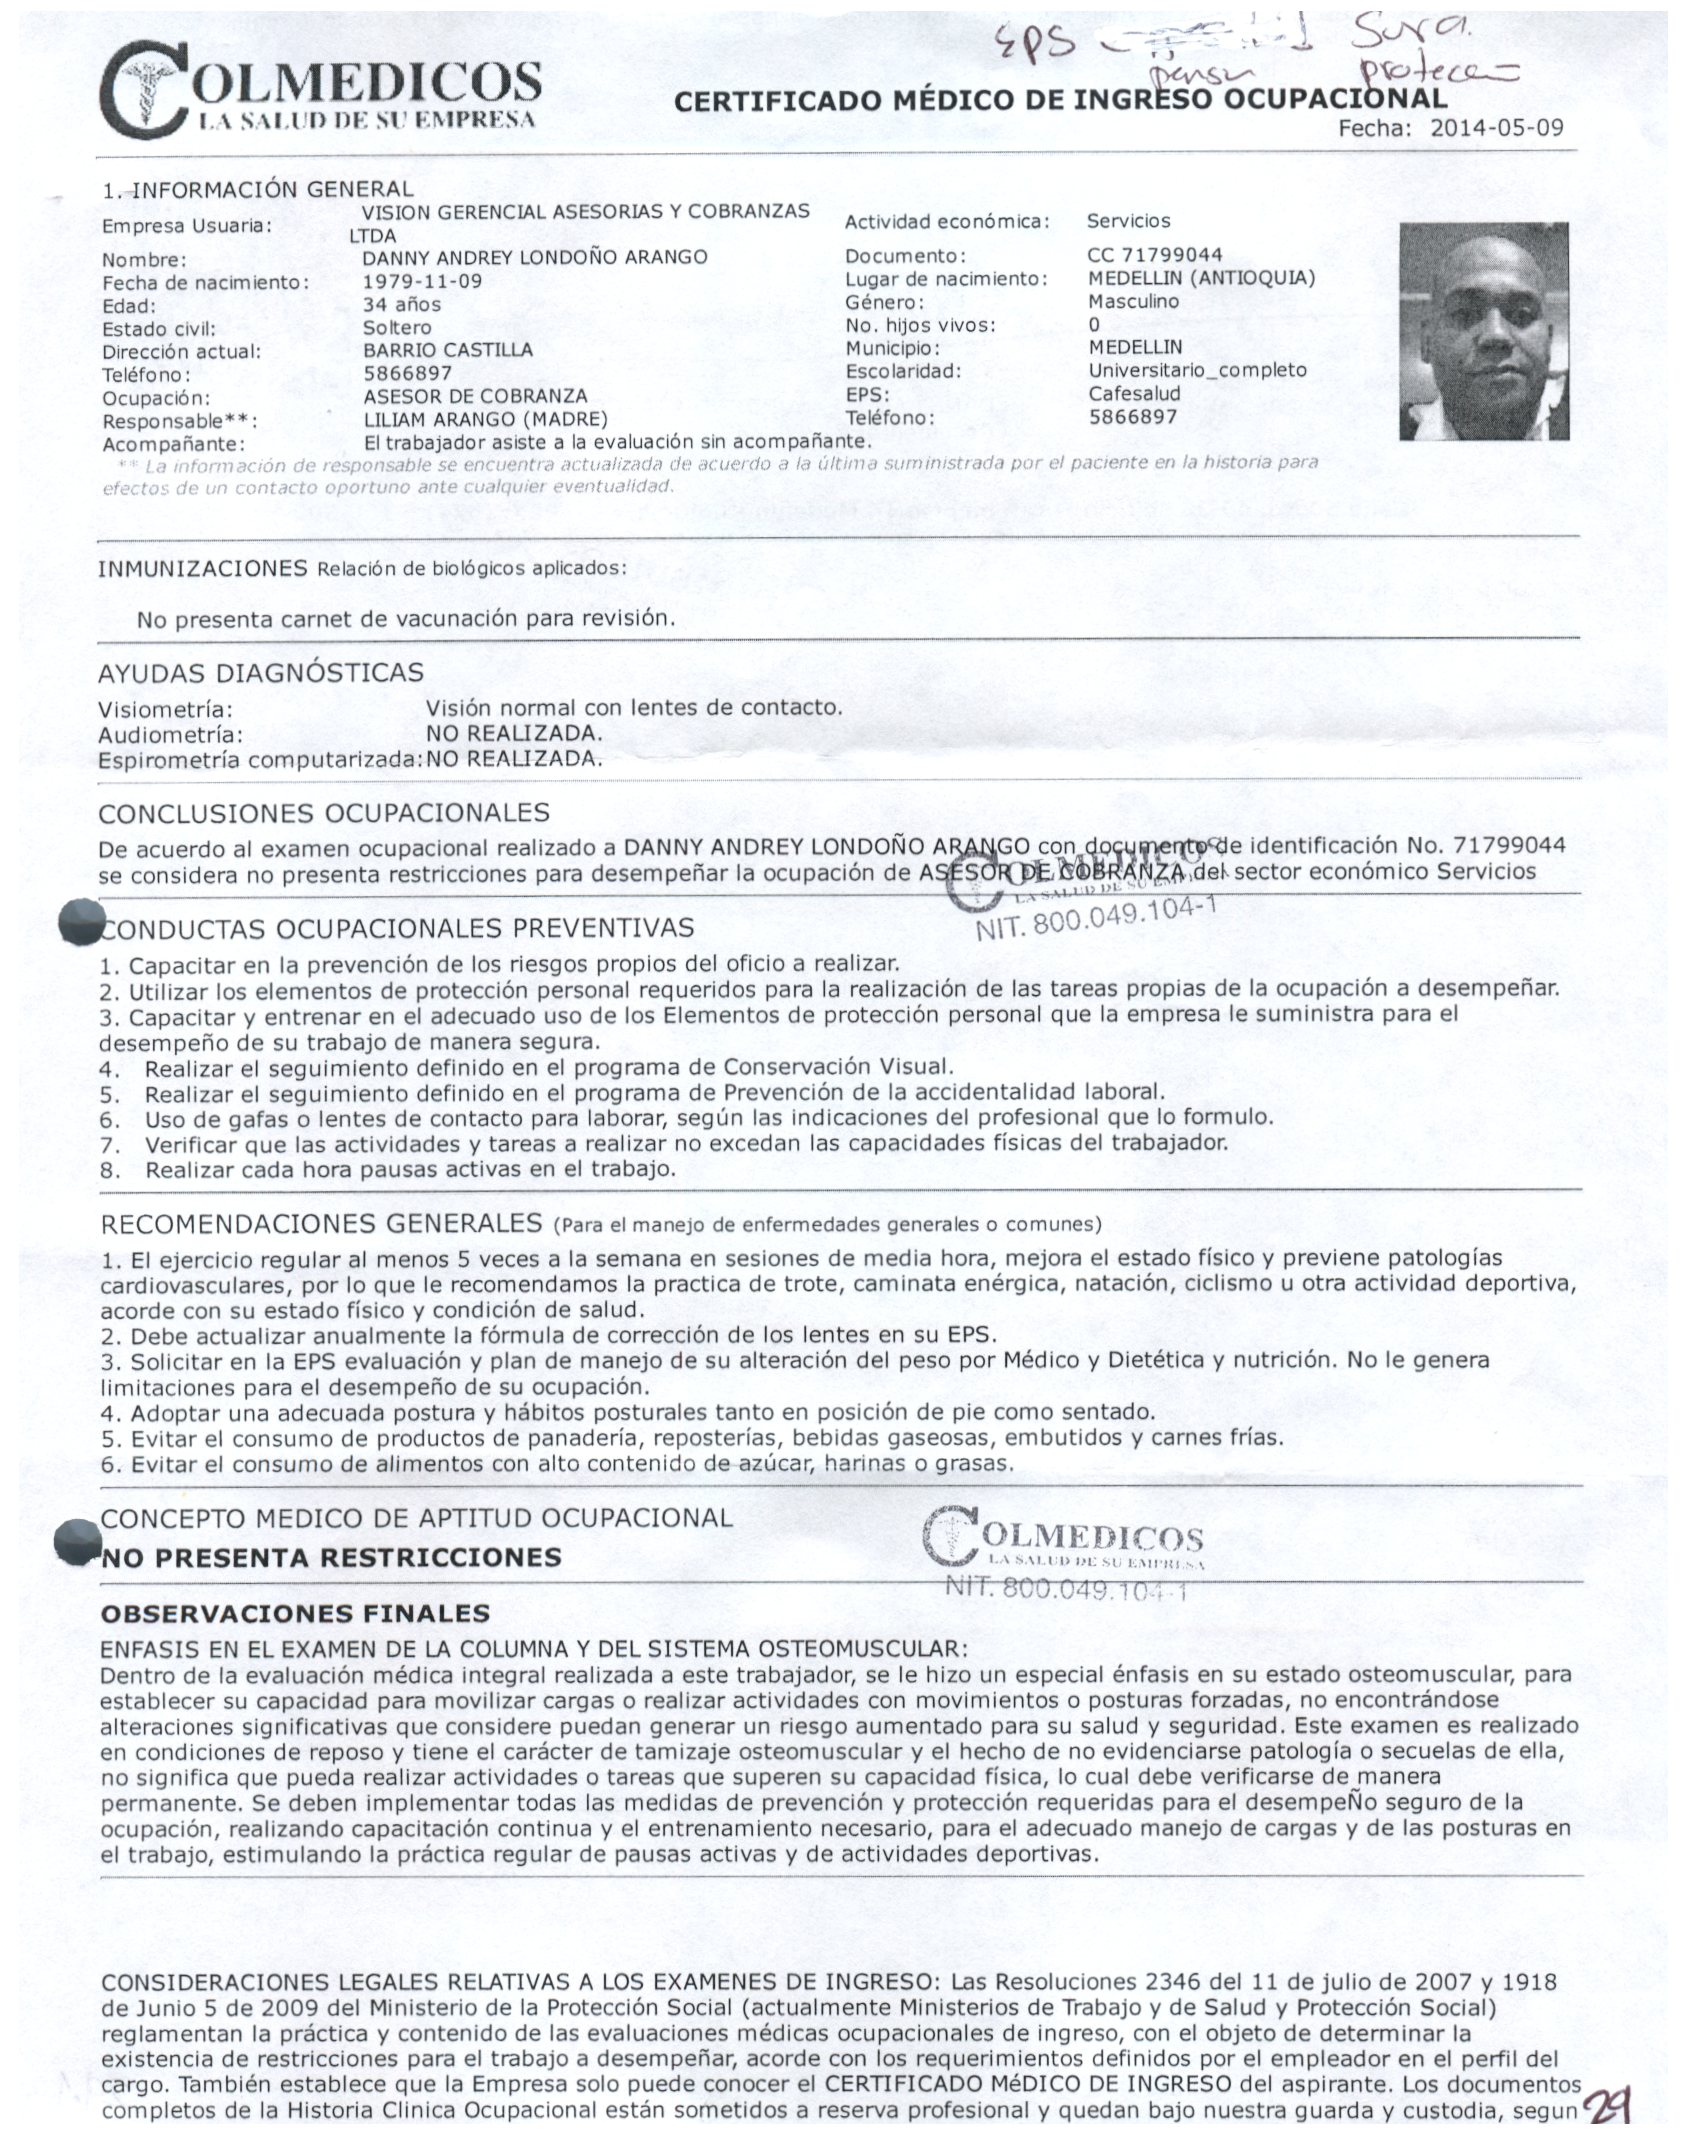 EPS Sura.
pensn protecc
COLMEDICOS
LA SALUD DE SU EMPRESA
CERTIFICADO MÉDICO DE INGRESO OCUPACIONAL
Fecha: 2014-05-09
1. INFORMACIÓN GENERAL
Empresa Usuaria: VISION GERENCIAL ASESORIAS Y COBRANZAS LTDA Actividad económica: Servicios
Nombre: DANNY ANDREY LONDOÑO ARANGO Documento: CC 71799044
Fecha de nacimiento: 1979-11-09 Lugar de nacimiento: MEDELLIN (ANTIOQUIA)
Edad: 34 años Género: Masculino
Estado civil: Soltero No. hijos vivos: 0
Dirección actual: BARRIO CASTILLA Municipio: MEDELLIN
Teléfono: 5866897 Escolaridad: Universitario_completo
Ocupación: ASESOR DE COBRANZA EPS: Cafesalud
Responsable**: LILIAM ARANGO (MADRE) Teléfono: 5866897
Acompañante: El trabajador asiste a la evaluación sin acompañante.
** La información de responsable se encuentra actualizada de acuerdo a la última suministrada por el paciente en la historia para
efectos de un contacto oportuno ante cualquier eventualidad.
INMUNIZACIONES Relación de biológicos aplicados:
No presenta carnet de vacunación para revisión.
AYUDAS DIAGNÓSTICAS
Visiometría: Visión normal con lentes de contacto.
Audiometría: NO REALIZADA.
Espirometría computarizada: NO REALIZADA.
CONCLUSIONES OCUPACIONALES
De acuerdo al examen ocupacional realizado a DANNY ANDREY LONDOÑO ARANGO con documento de identificación No. 71799044
se considera no presenta restricciones para desempeñar la ocupación de ASESOR DE COBRANZA del sector económico Servicios
COLMEDICOS
LA SALUD DE SU EMPRESA
NIT. 800.049.104-1
CONDUCTAS OCUPACIONALES PREVENTIVAS
1. Capacitar en la prevención de los riesgos propios del oficio a realizar.
2. Utilizar los elementos de protección personal requeridos para la realización de las tareas propias de la ocupación a desempeñar.
3. Capacitar y entrenar en el adecuado uso de los Elementos de protección personal que la empresa le suministra para el
desempeño de su trabajo de manera segura.
4. Realizar el seguimiento definido en el programa de Conservación Visual.
5. Realizar el seguimiento definido en el programa de Prevención de la accidentalidad laboral.
6. Uso de gafas o lentes de contacto para laborar, según las indicaciones del profesional que lo formulo.
7. Verificar que las actividades y tareas a realizar no excedan las capacidades físicas del trabajador.
8. Realizar cada hora pausas activas en el trabajo.
RECOMENDACIONES GENERALES (Para el manejo de enfermedades generales o comunes)
1. El ejercicio regular al menos 5 veces a la semana en sesiones de media hora, mejora el estado físico y previene patologías
cardiovasculares, por lo que le recomendamos la practica de trote, caminata enérgica, natación, ciclismo u otra actividad deportiva,
acorde con su estado físico y condición de salud.
2. Debe actualizar anualmente la fórmula de corrección de los lentes en su EPS.
3. Solicitar en la EPS evaluación y plan de manejo de su alteración del peso por Médico y Dietética y nutrición. No le genera
limitaciones para el desempeño de su ocupación.
4. Adoptar una adecuada postura y hábitos posturales tanto en posición de pie como sentado.
5. Evitar el consumo de productos de panadería, reposterías, bebidas gaseosas, embutidos y carnes frías.
6. Evitar el consumo de alimentos con alto contenido de azúcar, harinas o grasas.
CONCEPTO MEDICO DE APTITUD OCUPACIONAL
NO PRESENTA RESTRICCIONES
COLMEDICOS
LA SALUD DE SU EMPRESA
NIT. 800.049.104-1
OBSERVACIONES FINALES
ENFASIS EN EL EXAMEN DE LA COLUMNA Y DEL SISTEMA OSTEOMUSCULAR:
Dentro de la evaluación médica integral realizada a este trabajador, se le hizo un especial énfasis en su estado osteomuscular, para
establecer su capacidad para movilizar cargas o realizar actividades con movimientos o posturas forzadas, no encontrándose
alteraciones significativas que considere puedan generar un riesgo aumentado para su salud y seguridad. Este examen es realizado
en condiciones de reposo y tiene el carácter de tamizaje osteomuscular y el hecho de no evidenciarse patología o secuelas de ella,
no significa que pueda realizar actividades o tareas que superen su capacidad física, lo cual debe verificarse de manera
permanente. Se deben implementar todas las medidas de prevención y protección requeridas para el desempeÑo seguro de la
ocupación, realizando capacitación continua y el entrenamiento necesario, para el adecuado manejo de cargas y de las posturas en
el trabajo, estimulando la práctica regular de pausas activas y de actividades deportivas.
CONSIDERACIONES LEGALES RELATIVAS A LOS EXAMENES DE INGRESO: Las Resoluciones 2346 del 11 de julio de 2007 y 1918
de Junio 5 de 2009 del Ministerio de la Protección Social (actualmente Ministerios de Trabajo y de Salud y Protección Social)
reglamentan la práctica y contenido de las evaluaciones médicas ocupacionales de ingreso, con el objeto de determinar la
existencia de restricciones para el trabajo a desempeñar, acorde con los requerimientos definidos por el empleador en el perfil del
cargo. También establece que la Empresa solo puede conocer el CERTIFICADO MéDICO DE INGRESO del aspirante. Los documentos
completos de la Historia Clinica Ocupacional están sometidos a reserva profesional y quedan bajo nuestra guarda y custodia, segun
29